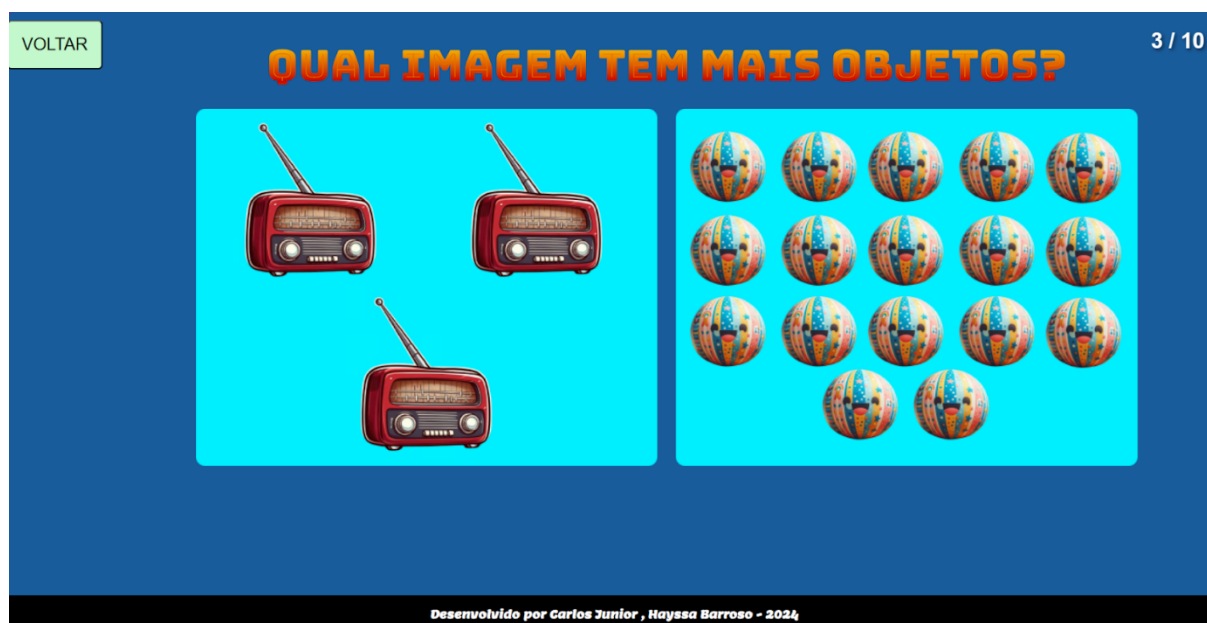 VOLTAR
3 / 10
QUAL IMAGEM TEM MAIS OBJETOS?
Desenvolvido por Carlos Junior , Hayssa Barroso - 2024